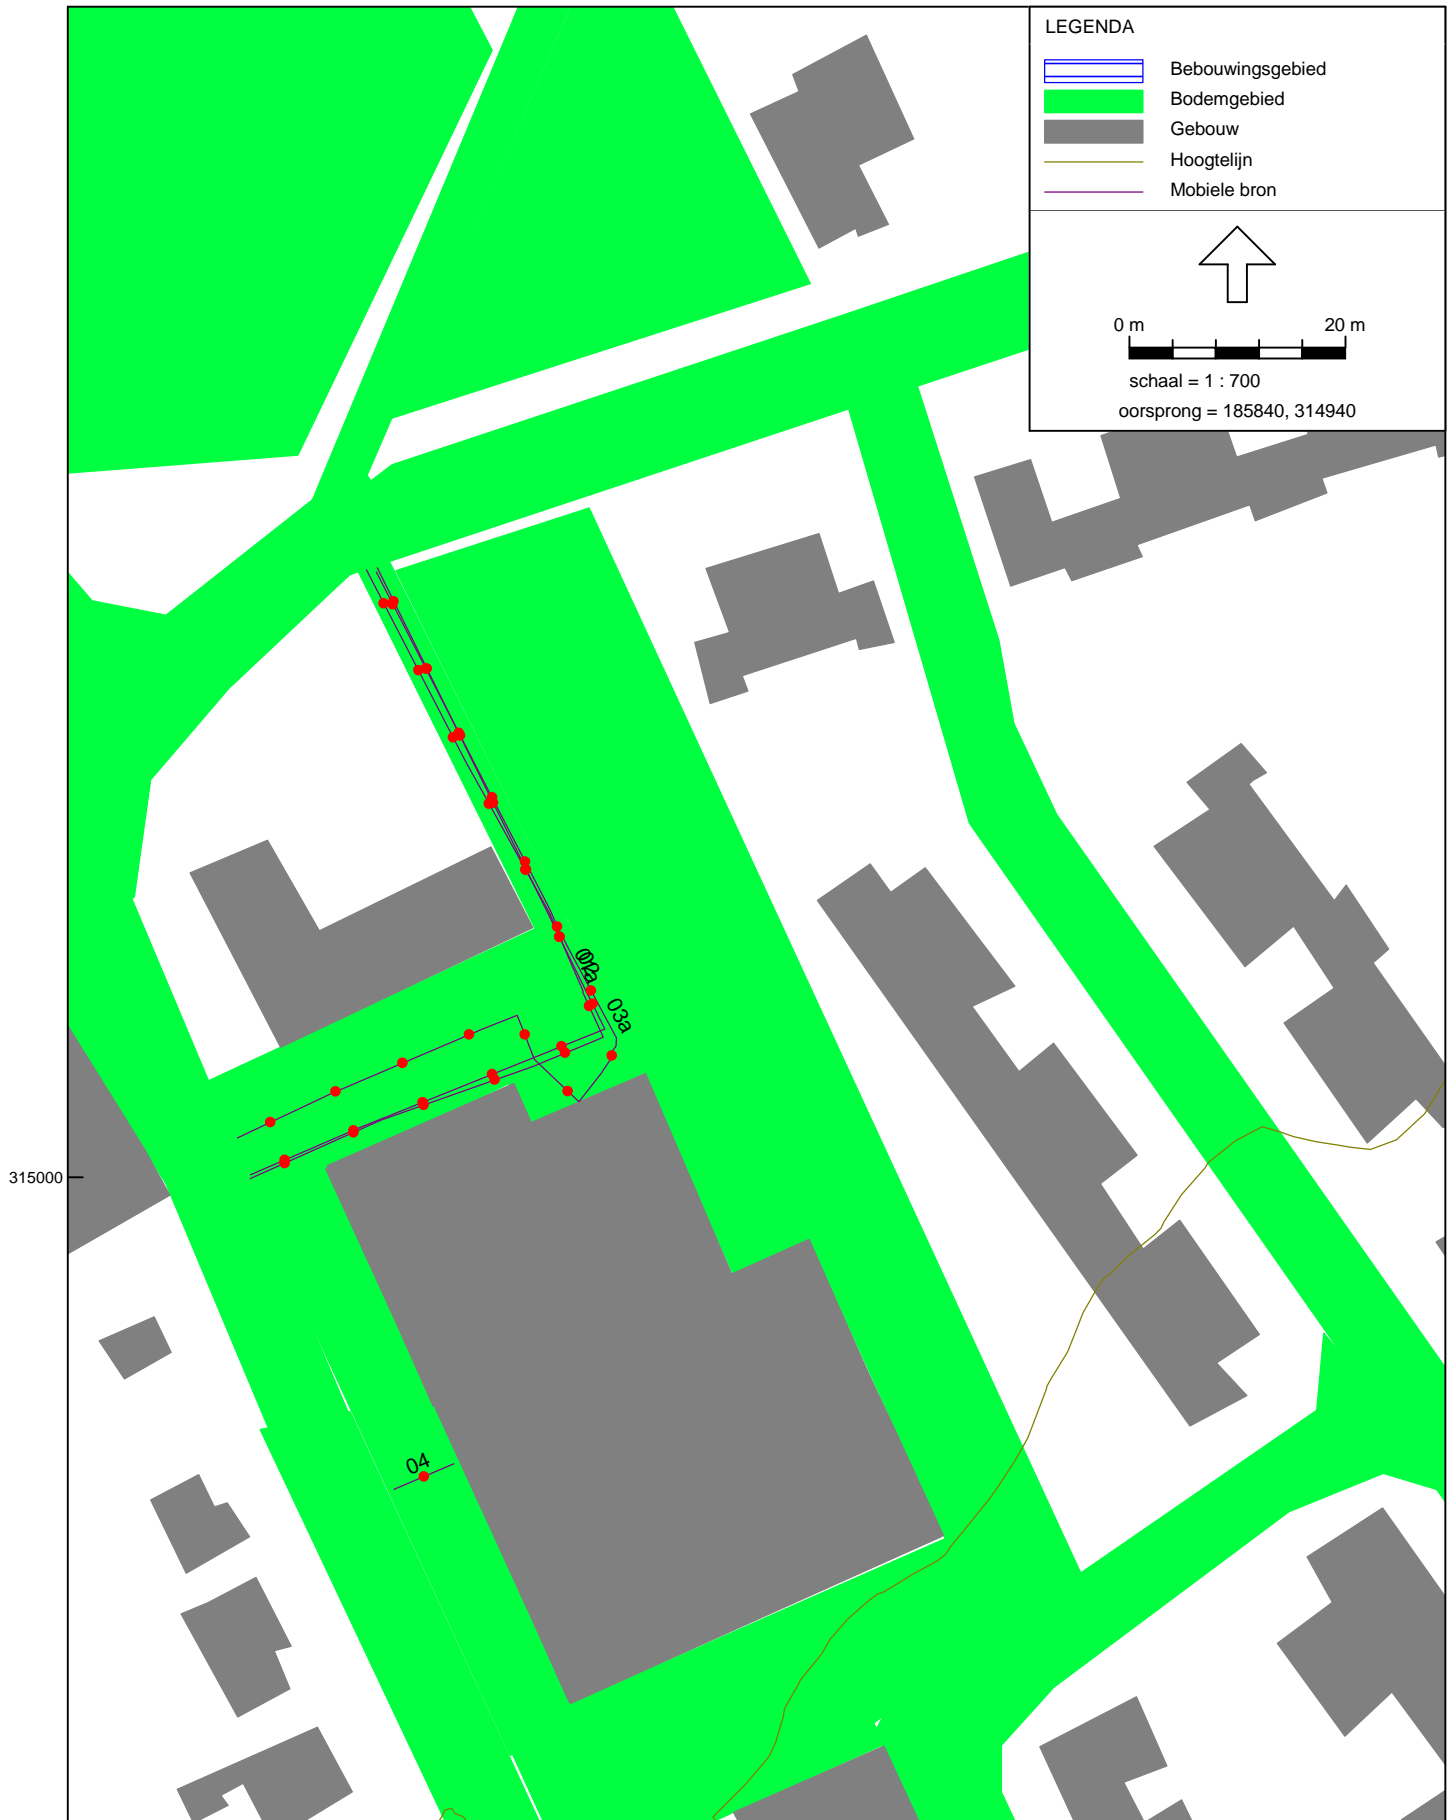 LEGENDA
Bebouwingsgebied
Bodemgebied
Gebouw
Hoogtelijn
Mobiele bron
0 m 20 m
schaal = 1 : 700
oorsprong = 185840, 314940
03a
315000
04